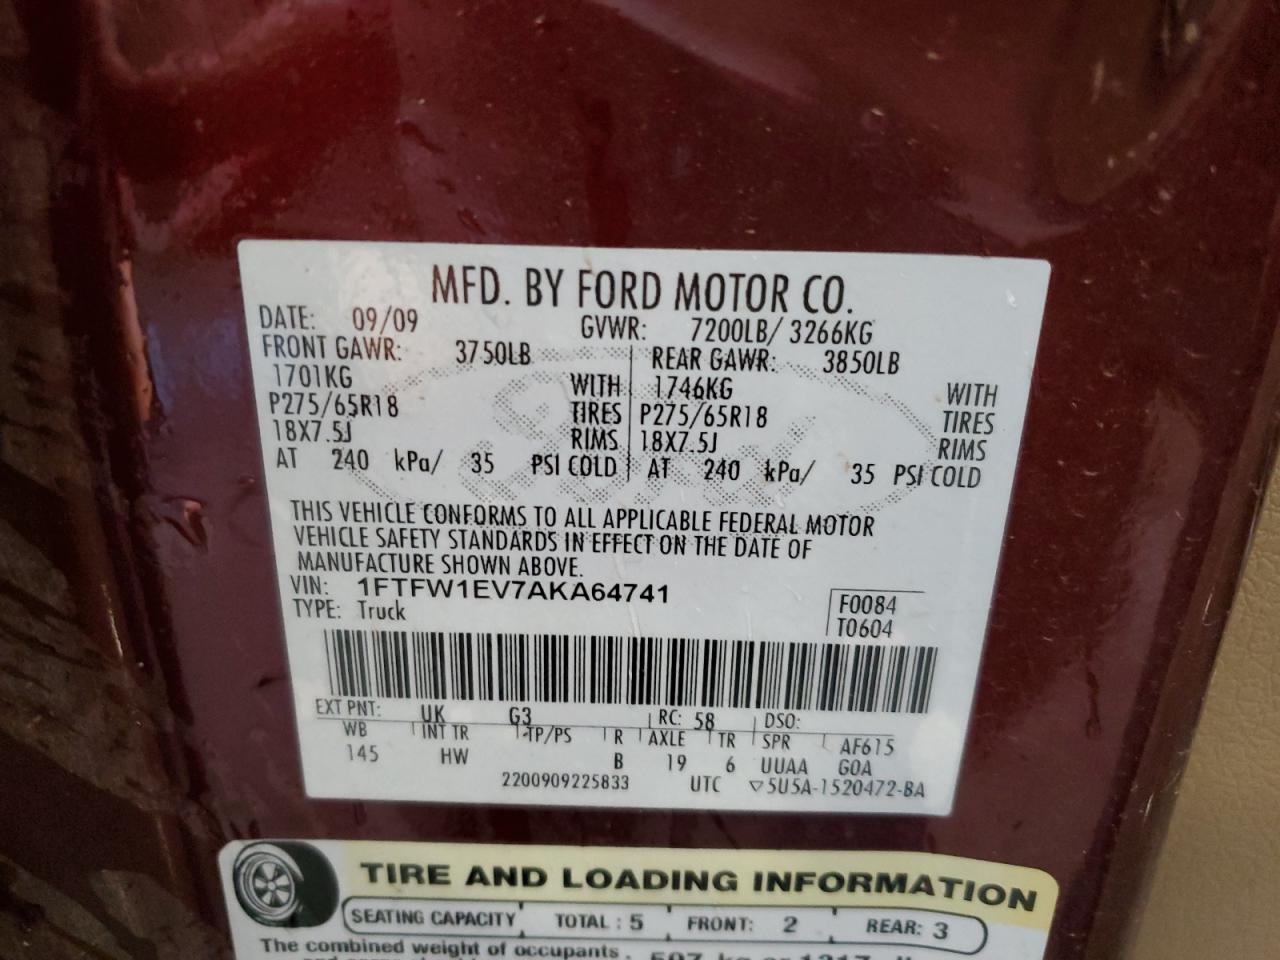 MFD. BY FORD MOTOR CO.
DATE: 09/09 GVWR: 7200LB/ 3266KG
FRONT GAWR: 3750LB REAR GAWR: 3850LB
1701KG WITH 1746KG WITH
P275/65R18 TIRES P275/65R18 TIRES
18X7.5J RIMS 18X7.5J RIMS
AT 240 kPa/ 35 PSI COLD AT 240 kPa/ 35 PSI COLD
THIS VEHICLE CONFORMS TO ALL APPLICABLE FEDERAL MOTOR
VEHICLE SAFETY STANDARDS IN EFFECT ON THE DATE OF
MANUFACTURE SHOWN ABOVE.
VIN: 1FTFW1EV7AKA64741
TYPE: Truck
F0084
T0604
EXT PNT: UK G3 RC: 58 DSO:
WB INT TR TP/PS R AXLE TR SPR AF615
145 HW B 19 6 UUAA GOA
2200909225833 UTC ▽5U5A-1520472-BA
TIRE AND LOADING INFORMATION
SEATING CAPACITY TOTAL : 5 FRONT: 2 REAR: 3
The combined weight of occupants